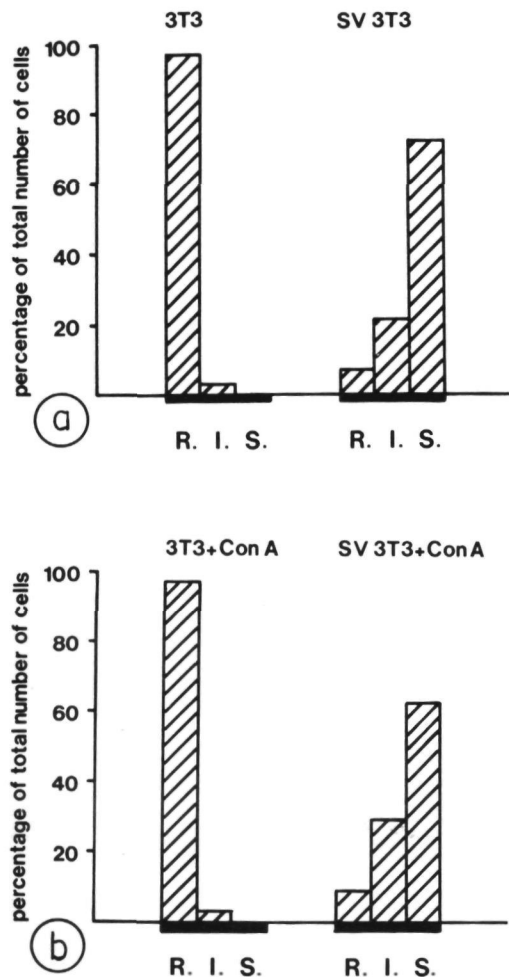 3T3 SV 3T3
percentage of total number of cells
100
80
60
40
20
a
R. I. S. R. I. S.
3T3+Con A SV 3T3+Con A
percentage of total number of cells
100
80
60
40
20
b
R. I. S. R. I. S.